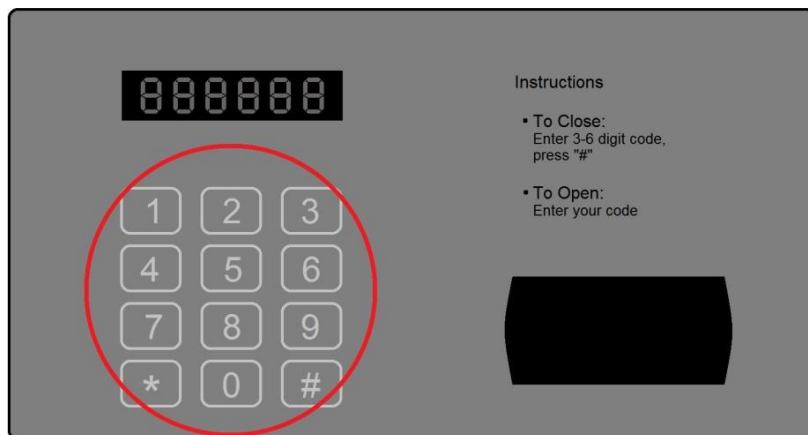 888888
Instructions
▪ To Close:
Enter 3-6 digit code,
press "#"
▪ To Open:
Enter your code
1 2 3
4 5 6
7 8 9
* 0 #